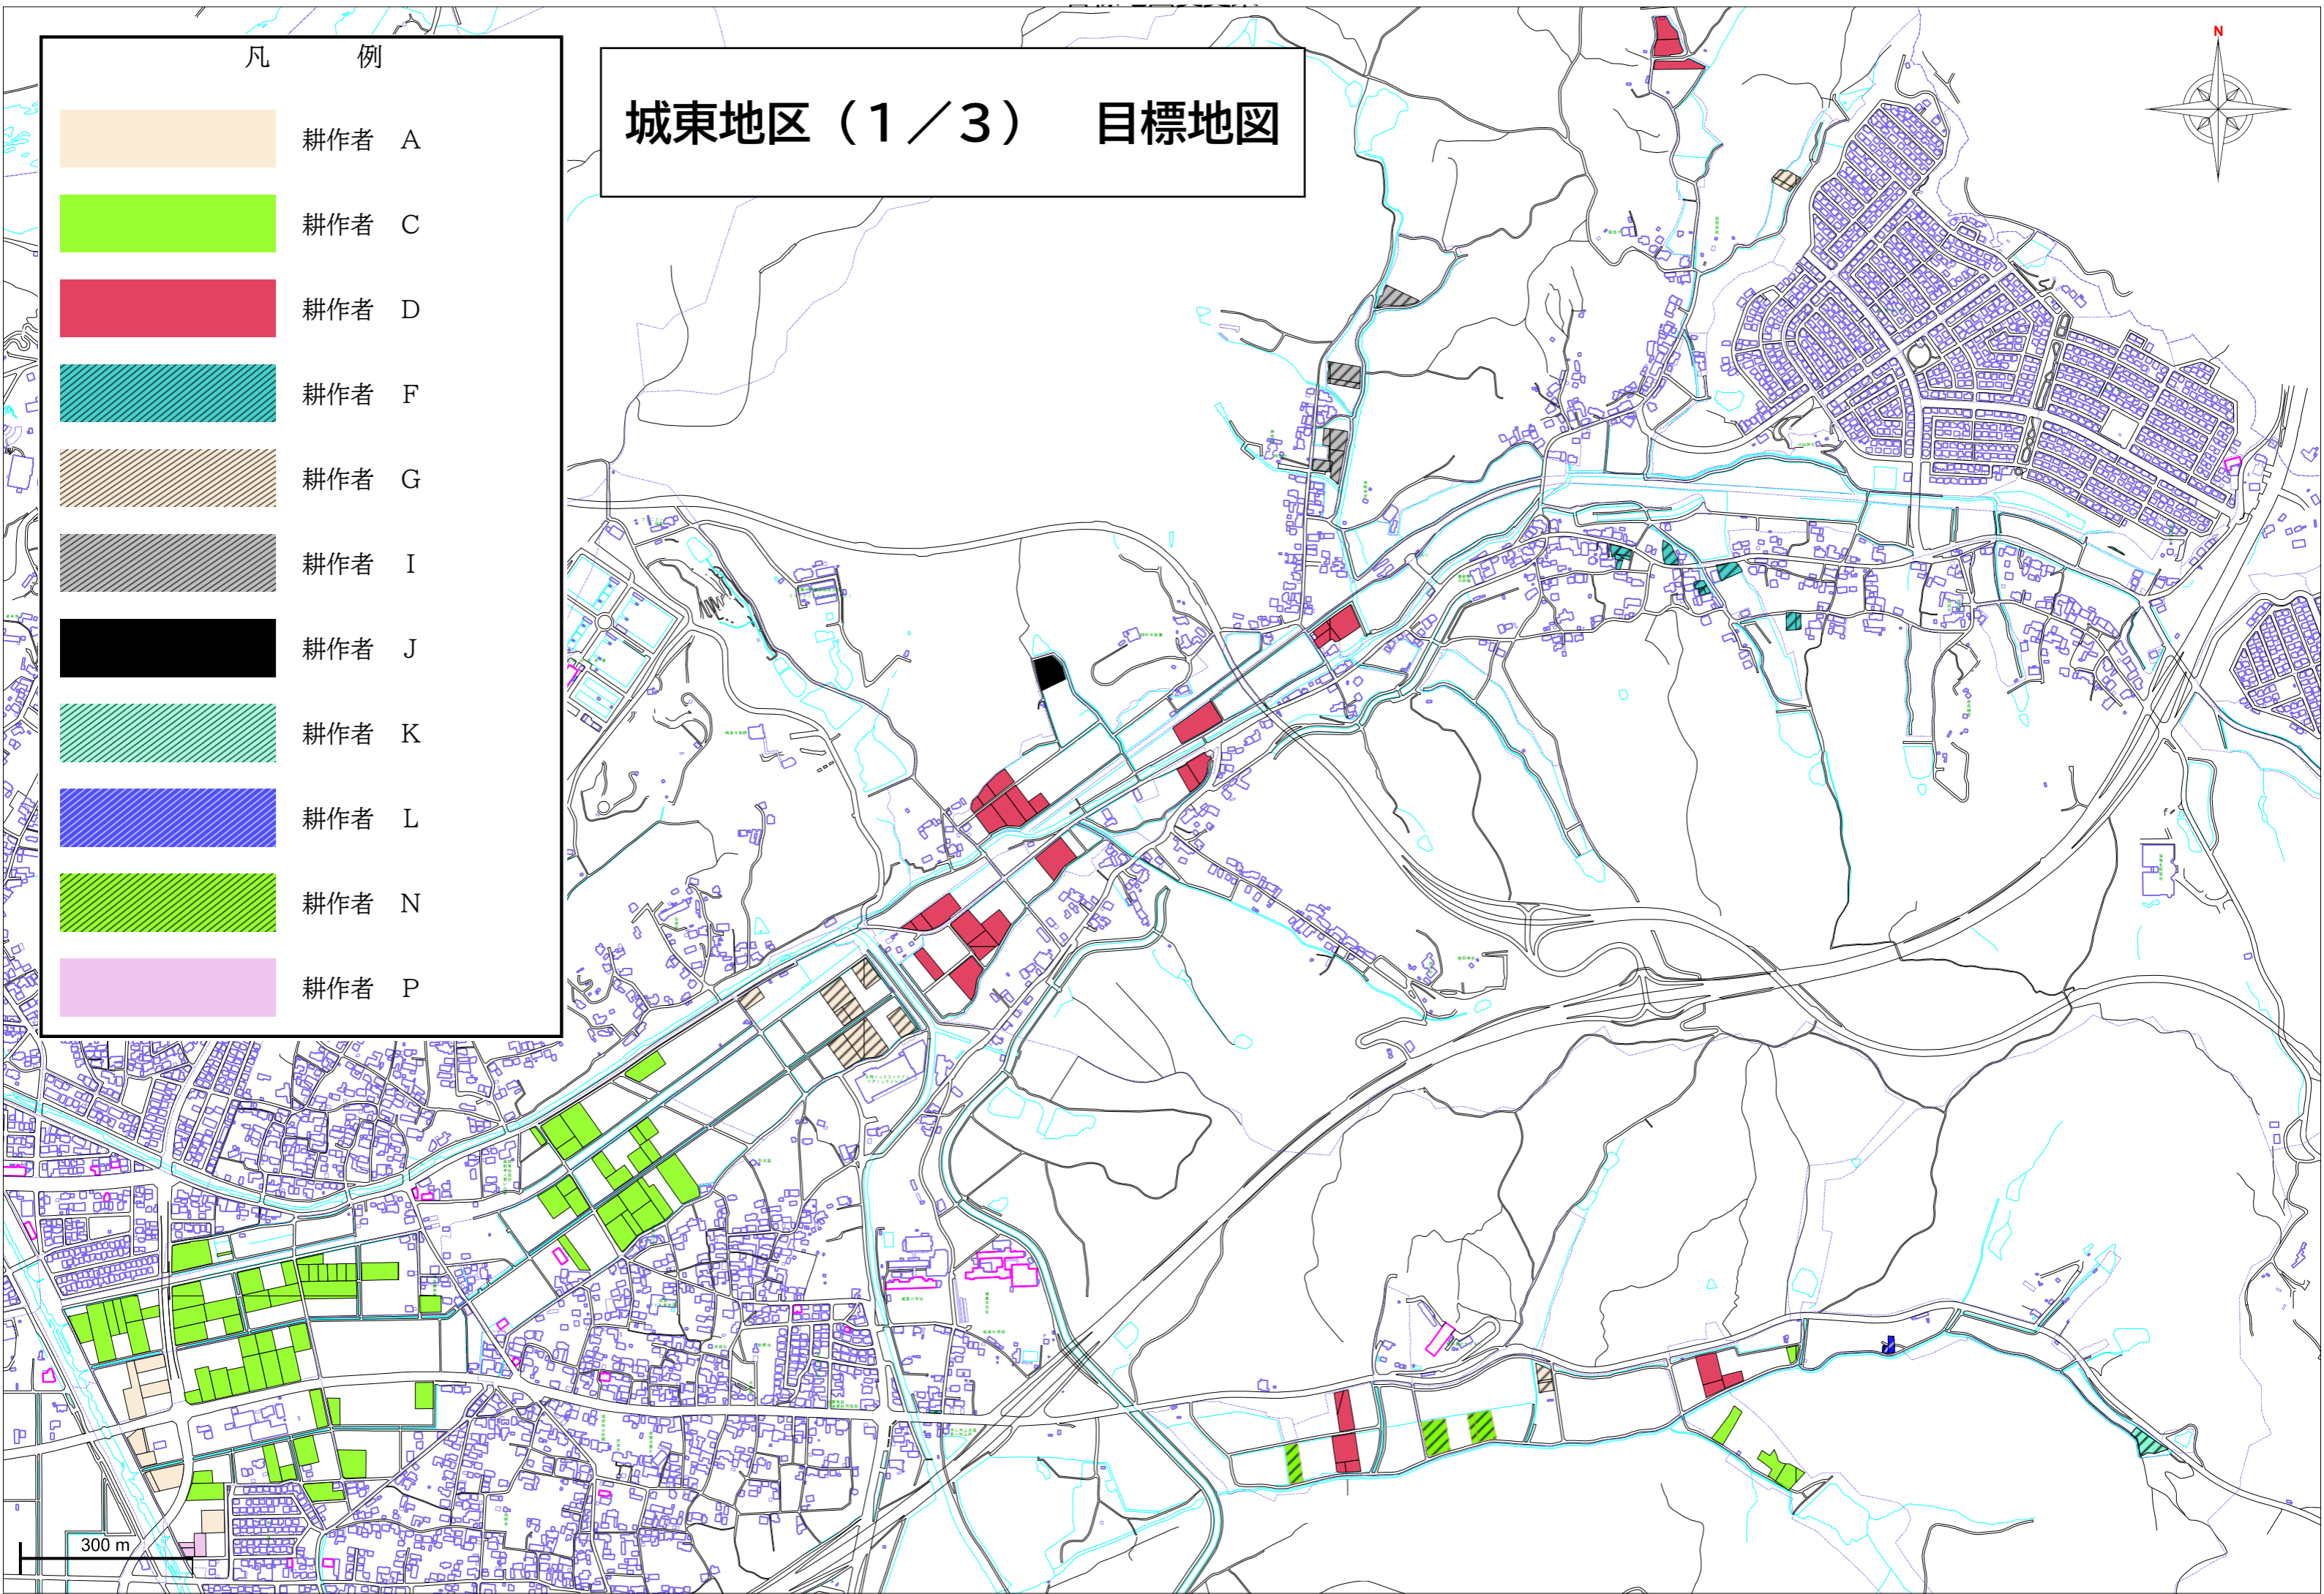 城東地区（１／３）　目標地図
N
凡　例
耕作者　A
耕作者　C
耕作者　D
耕作者　F
耕作者　G
耕作者　I
耕作者　J
耕作者　K
耕作者　L
耕作者　N
耕作者　P
300 m